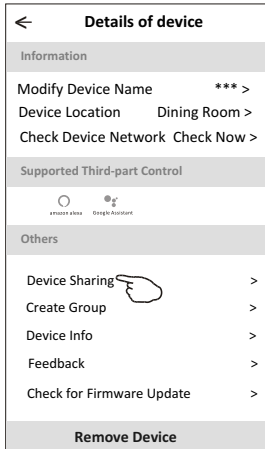 Details of device
Information
Modify Device Name *** >
Device Location Dining Room >
Check Device Network Check Now >
Supported Third-part Control
amazon alexa Google Assistant
Others
Device Sharing >
Create Group >
Device Info >
Feedback >
Check for Firmware Update >
Remove Device